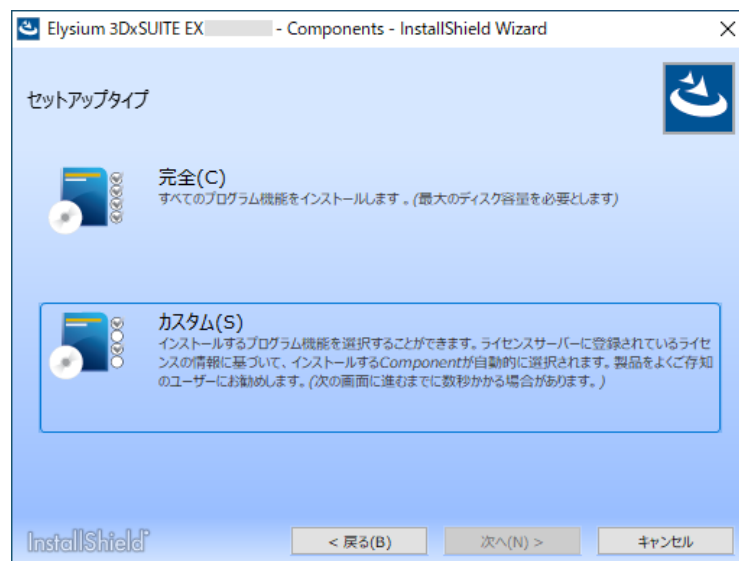 Elysium 3DxSUITE EX - Components - InstallShield Wizard
セットアップタイプ
完全(C)
すべてのプログラム機能をインストールします 。(最大のディスク容量を必要とします)
カスタム(S)
インストールするプログラム機能を選択することができます。ライセンスサーバーに登録されているライセ
ンスの情報に基づいて、インストールするComponentが自動的に選択されます。製品をよくご存知
のユーザーにお勧めします。(次の画面に進むまでに数秒かかる場合があります。)
InstallShield
< 戻る(B)
次へ(N) >
キャンセル